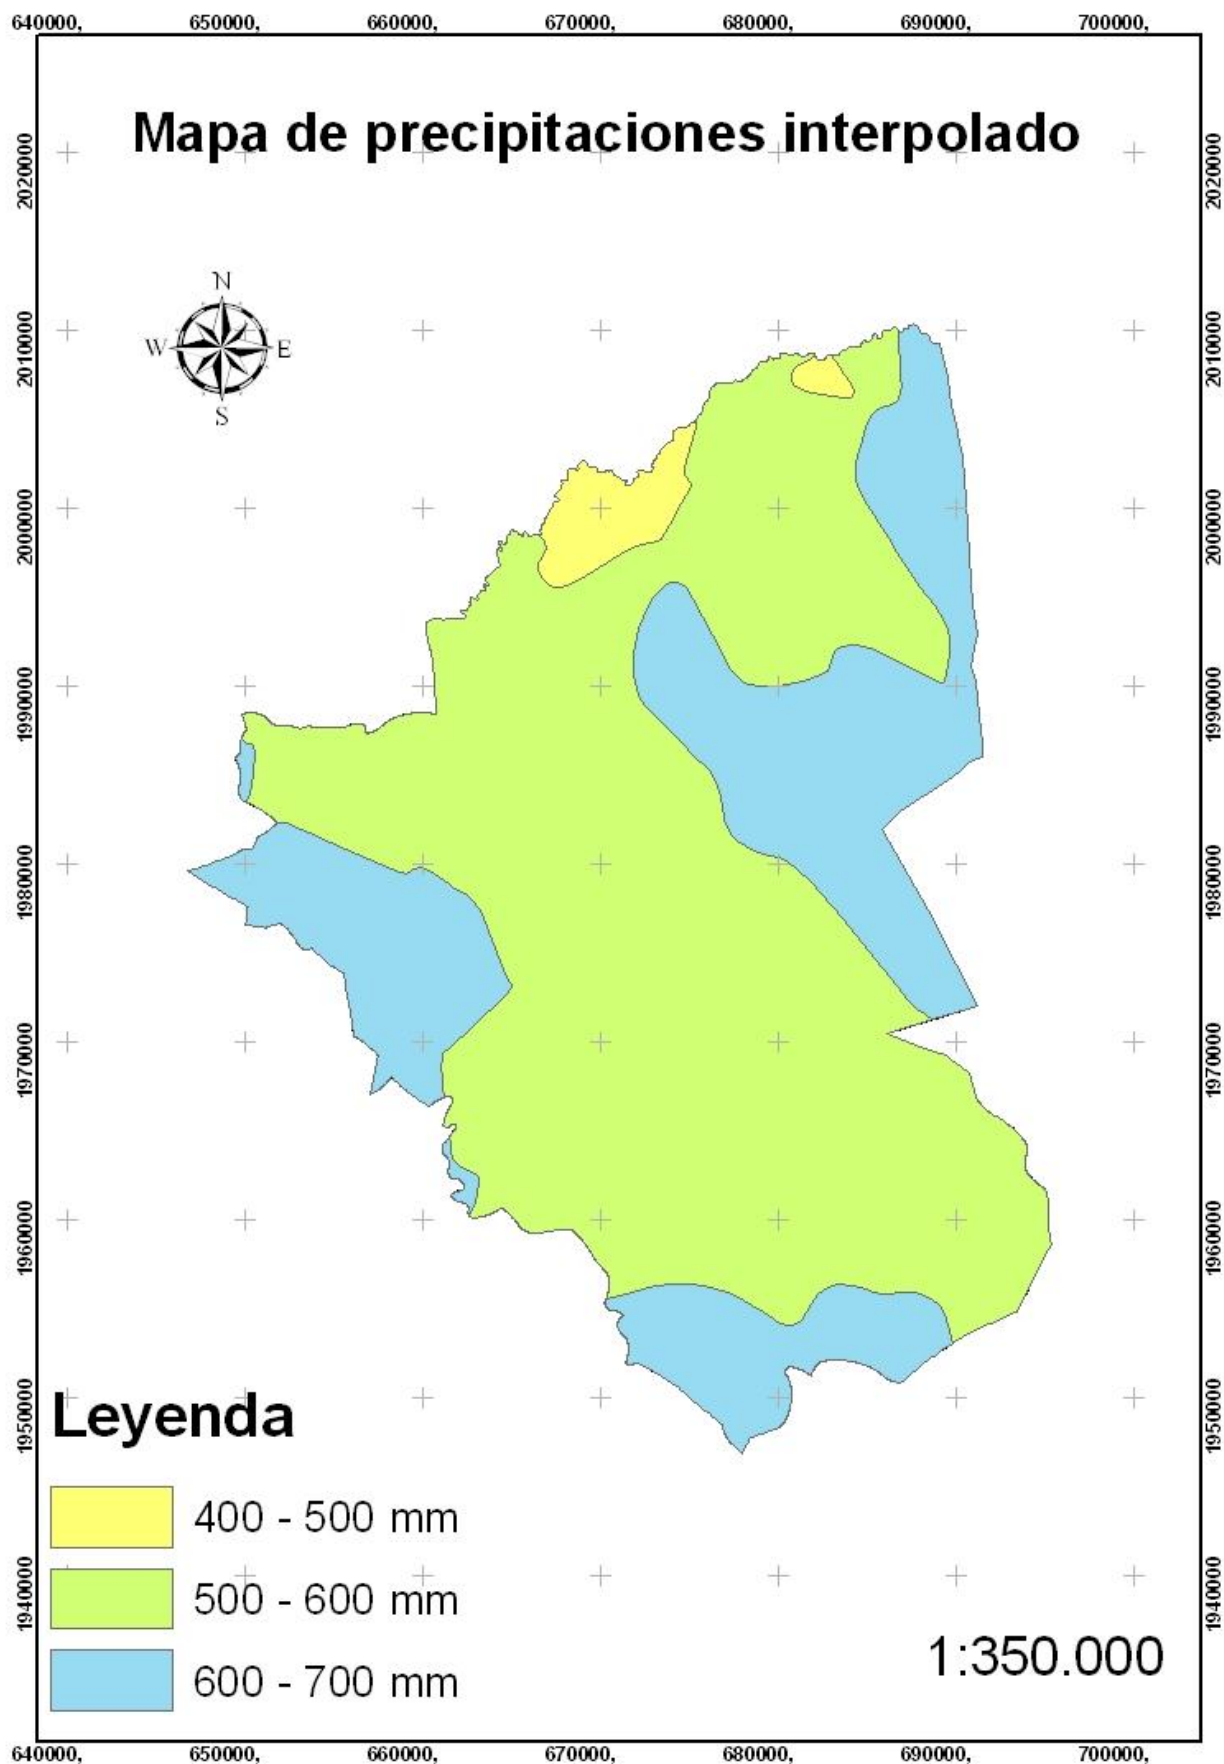 640000, 650000, 660000, 670000, 680000, 690000, 700000,
Mapa de precipitaciones interpolado
2020000 2020000
N
W E
S
2010000 2010000
2000000 2000000
1990000 1990000
1980000 1980000
1970000 1970000
1960000 1960000
1950000 1950000
Leyenda
400 - 500 mm
1940000 1940000
500 - 600 mm
600 - 700 mm
1:350.000
640000, 650000, 660000, 670000, 680000, 690000, 700000,